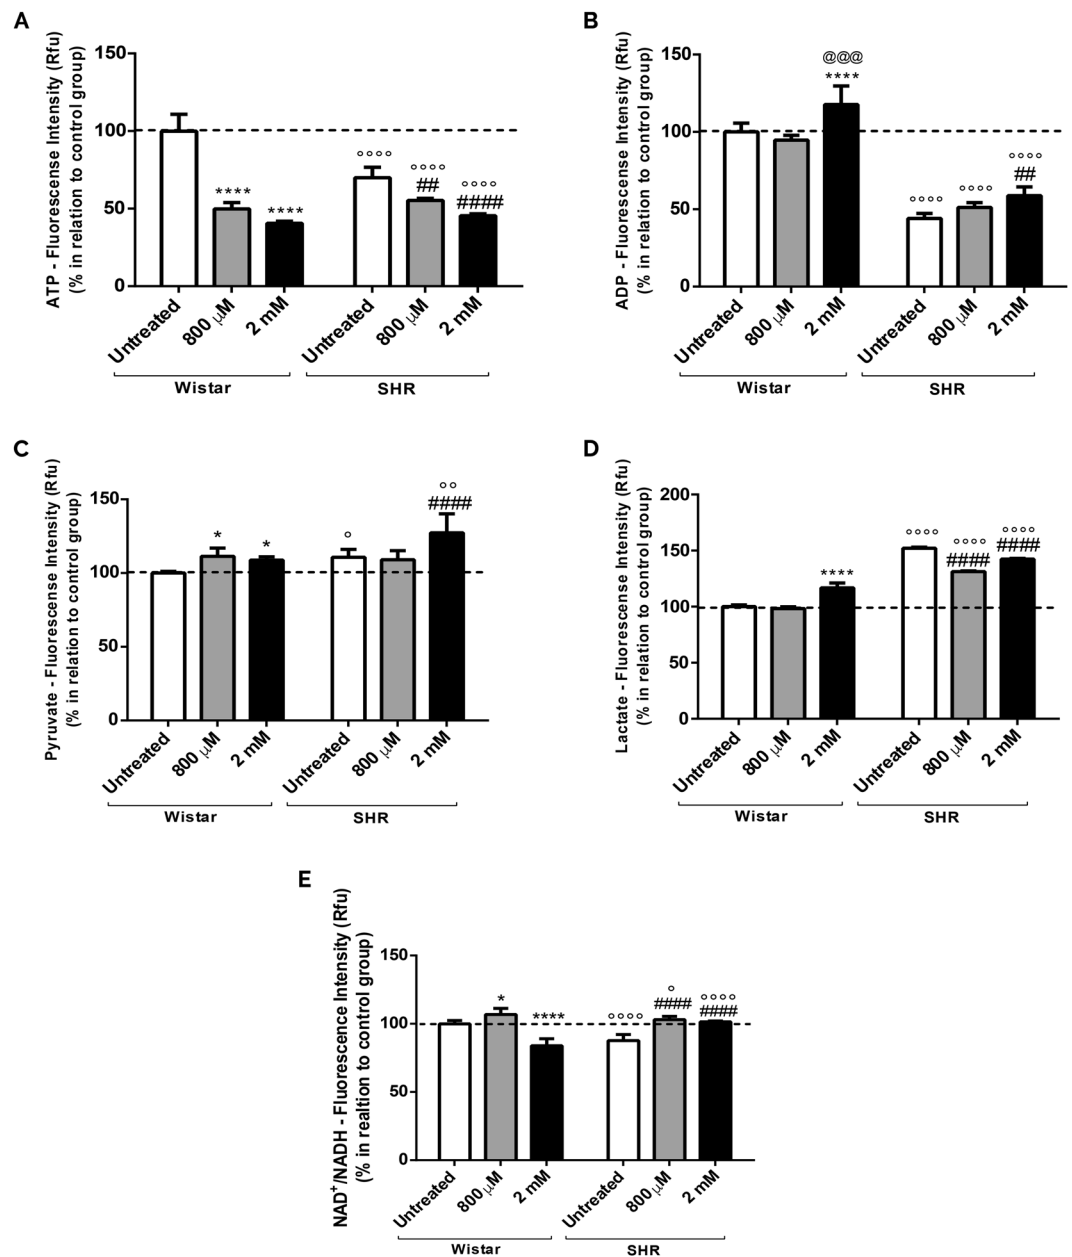 A
ATP - Fluorescense Intensity (Rfu)
(% in relation to control group)
150
100
50
0
****
****
°°°°
°°°°
##
°°°°
####
Untreated
800 μM
2 mM
Untreated
800 μM
2 mM
Wistar
SHR
B
ADP - Fluorescense Intensity (Rfu)
(% in relation to control group)
150
100
50
0
@@@
****
°°°°
°°°°
°°°°
##
Untreated
800 μM
2 mM
Untreated
800 μM
2 mM
Wistar
SHR
C
Pyruvate - Fluorescense Intensity (Rfu)
(% in relation to control group)
150
100
50
0
*
*
°
°°
####
Untreated
800 μM
2 mM
Untreated
800 μM
2 mM
Wistar
SHR
D
Lactate - Fluorescense Intensity (Rfu)
(% in relation to control group)
200
150
100
50
0
****
°°°°
°°°°
####
°°°°
####
Untreated
800 μM
2 mM
Untreated
800 μM
2 mM
Wistar
SHR
E
NAD⁺/NADH - Fluorescence Intensity (Rfu)
(% in realtion to control group)
150
100
50
0
*
****
°°°°
°
####
°°°°
####
Untreated
800 μM
2 mM
Untreated
800 μM
2 mM
Wistar
SHR